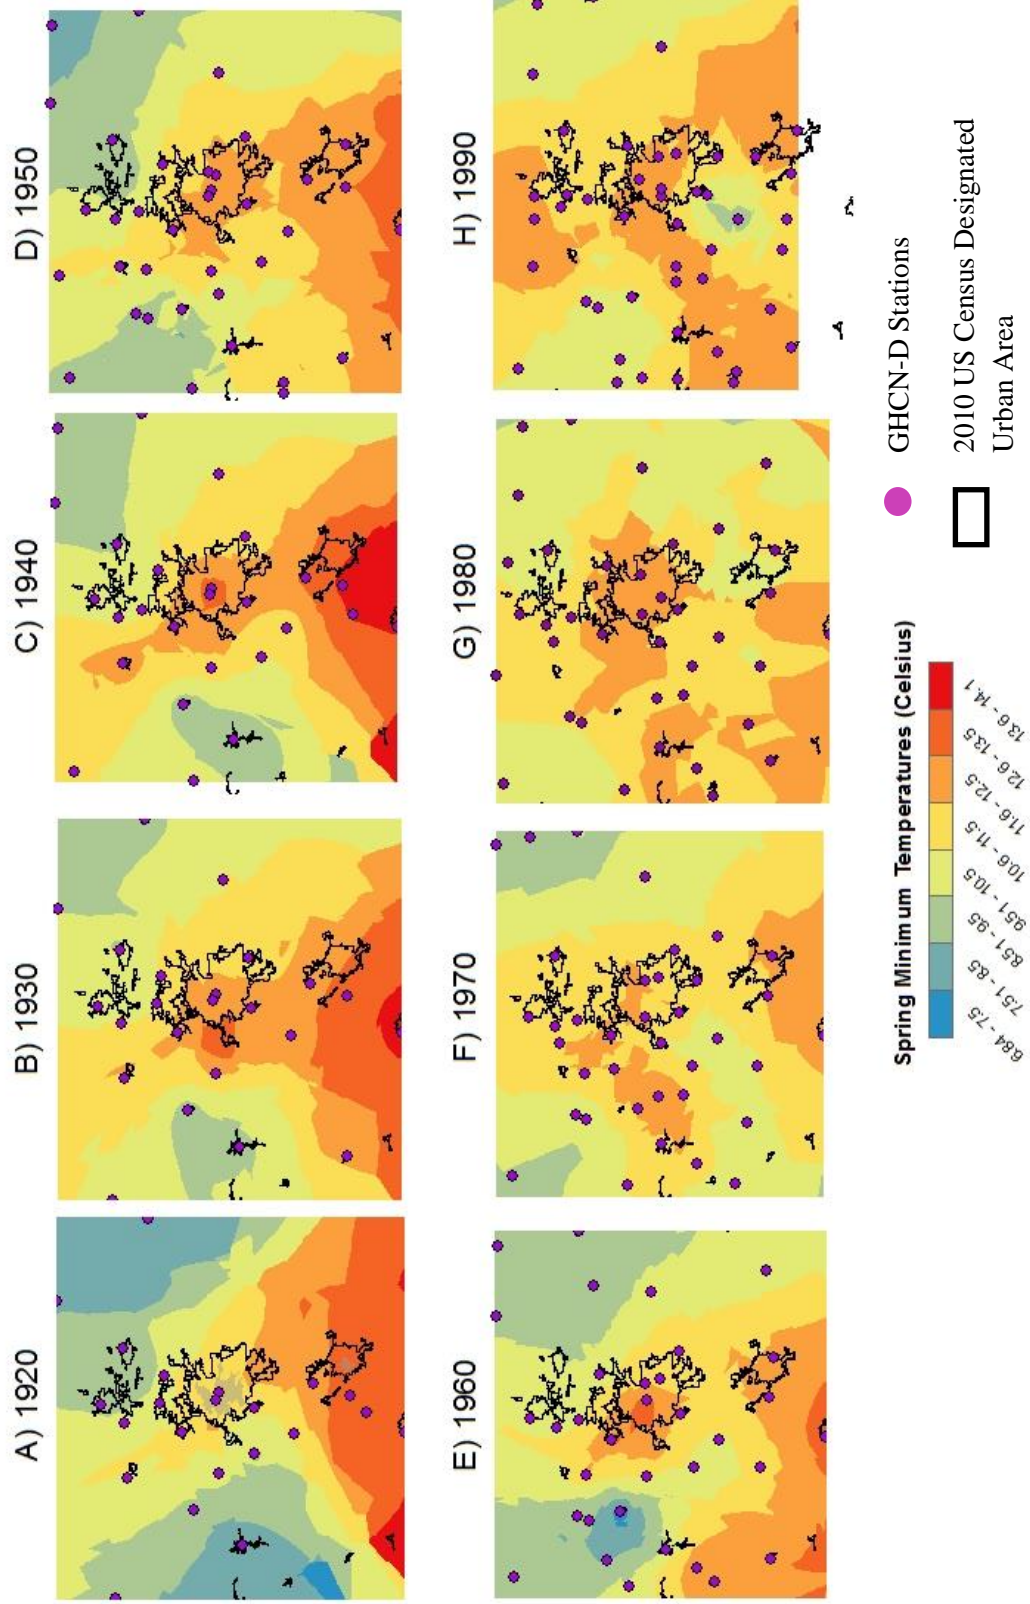 A) 1920
B) 1930
C) 1940
D) 1950
E) 1960
F) 1970
G) 1980
H) 1990
Spring Minimum Temperatures (Celsius)
6.84 - 7.5
7.51 - 8.5
8.51 - 9.5
9.51 - 10.5
10.6 - 11.5
11.6 - 12.5
12.6 - 13.5
13.6 - 14.1
GHCN-D Stations
2010 US Census Designated
Urban Area